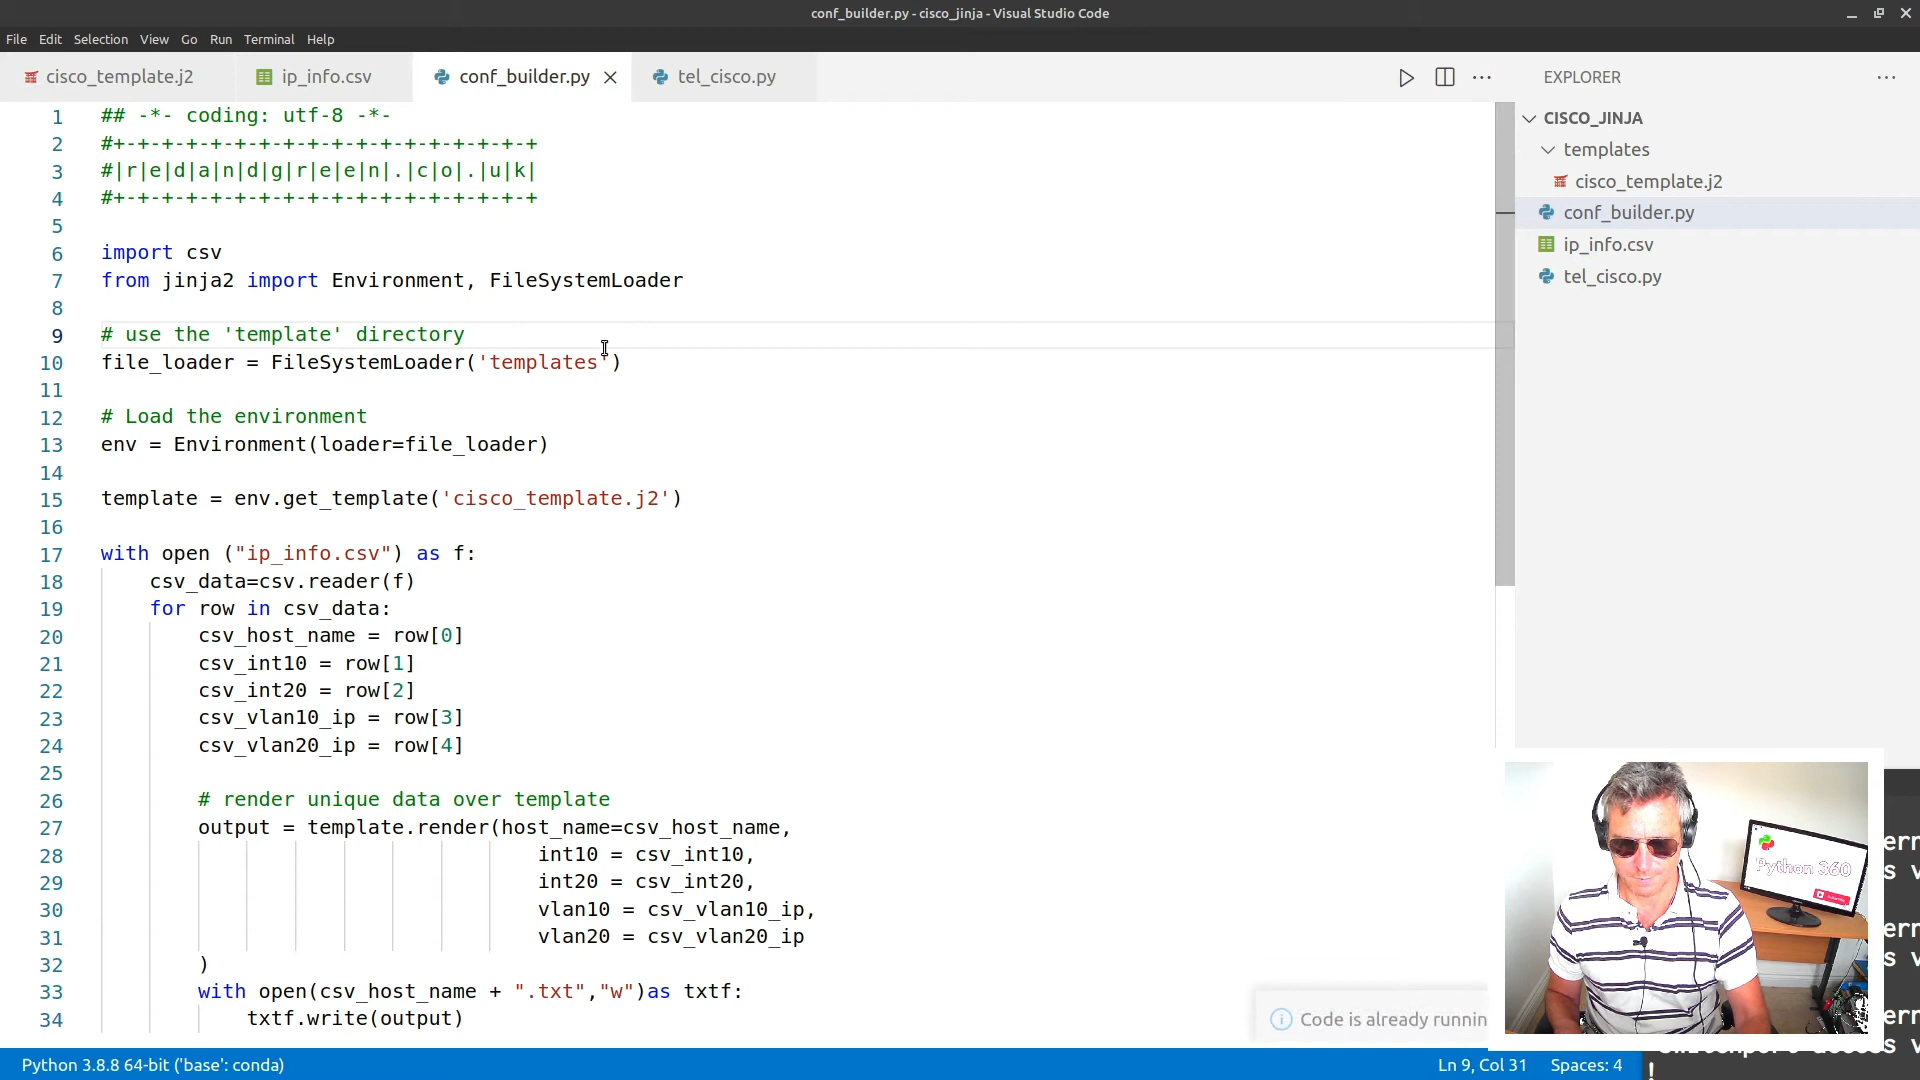 conf_builder.py - cisco_jinja - Visual Studio Code
File Edit Selection View Go Run Terminal Help
cisco_template.j2 ip_info.csv conf_builder.py tel_cisco.py
EXPLORER
1 ## -*- coding: utf-8 -*-
2 #+-+-+-+-+-+-+-+-+-+-+-+-+-+-+-+-+-+
3 #|r|e|d|a|n|d|g|r|e|e|n|.|c|o|.|u|k|
4 #+-+-+-+-+-+-+-+-+-+-+-+-+-+-+-+-+-+
5
6 import csv
7 from jinja2 import Environment, FileSystemLoader
8
9 # use the 'template' directory
10 file_loader = FileSystemLoader('templates')
11
12 # Load the environment
13 env = Environment(loader=file_loader)
14
15 template = env.get_template('cisco_template.j2')
16
17 with open ("ip_info.csv") as f:
18 csv_data=csv.reader(f)
19 for row in csv_data:
20 csv_host_name = row[0]
21 csv_int10 = row[1]
22 csv_int20 = row[2]
23 csv_vlan10_ip = row[3]
24 csv_vlan20_ip = row[4]
25
26 # render unique data over template
27 output = template.render(host_name=csv_host_name,
28 int10 = csv_int10,
29 int20 = csv_int20,
30 vlan10 = csv_vlan10_ip,
31 vlan20 = csv_vlan20_ip
32 )
33 with open(csv_host_name + ".txt","w")as txtf:
34 txtf.write(output)
CISCO_JINJA
templates
cisco_template.j2
conf_builder.py
ip_info.csv
tel_cisco.py
Python 360
Code is already runnin
Python 3.8.8 64-bit ('base': conda)
Ln 9, Col 31 Spaces: 4